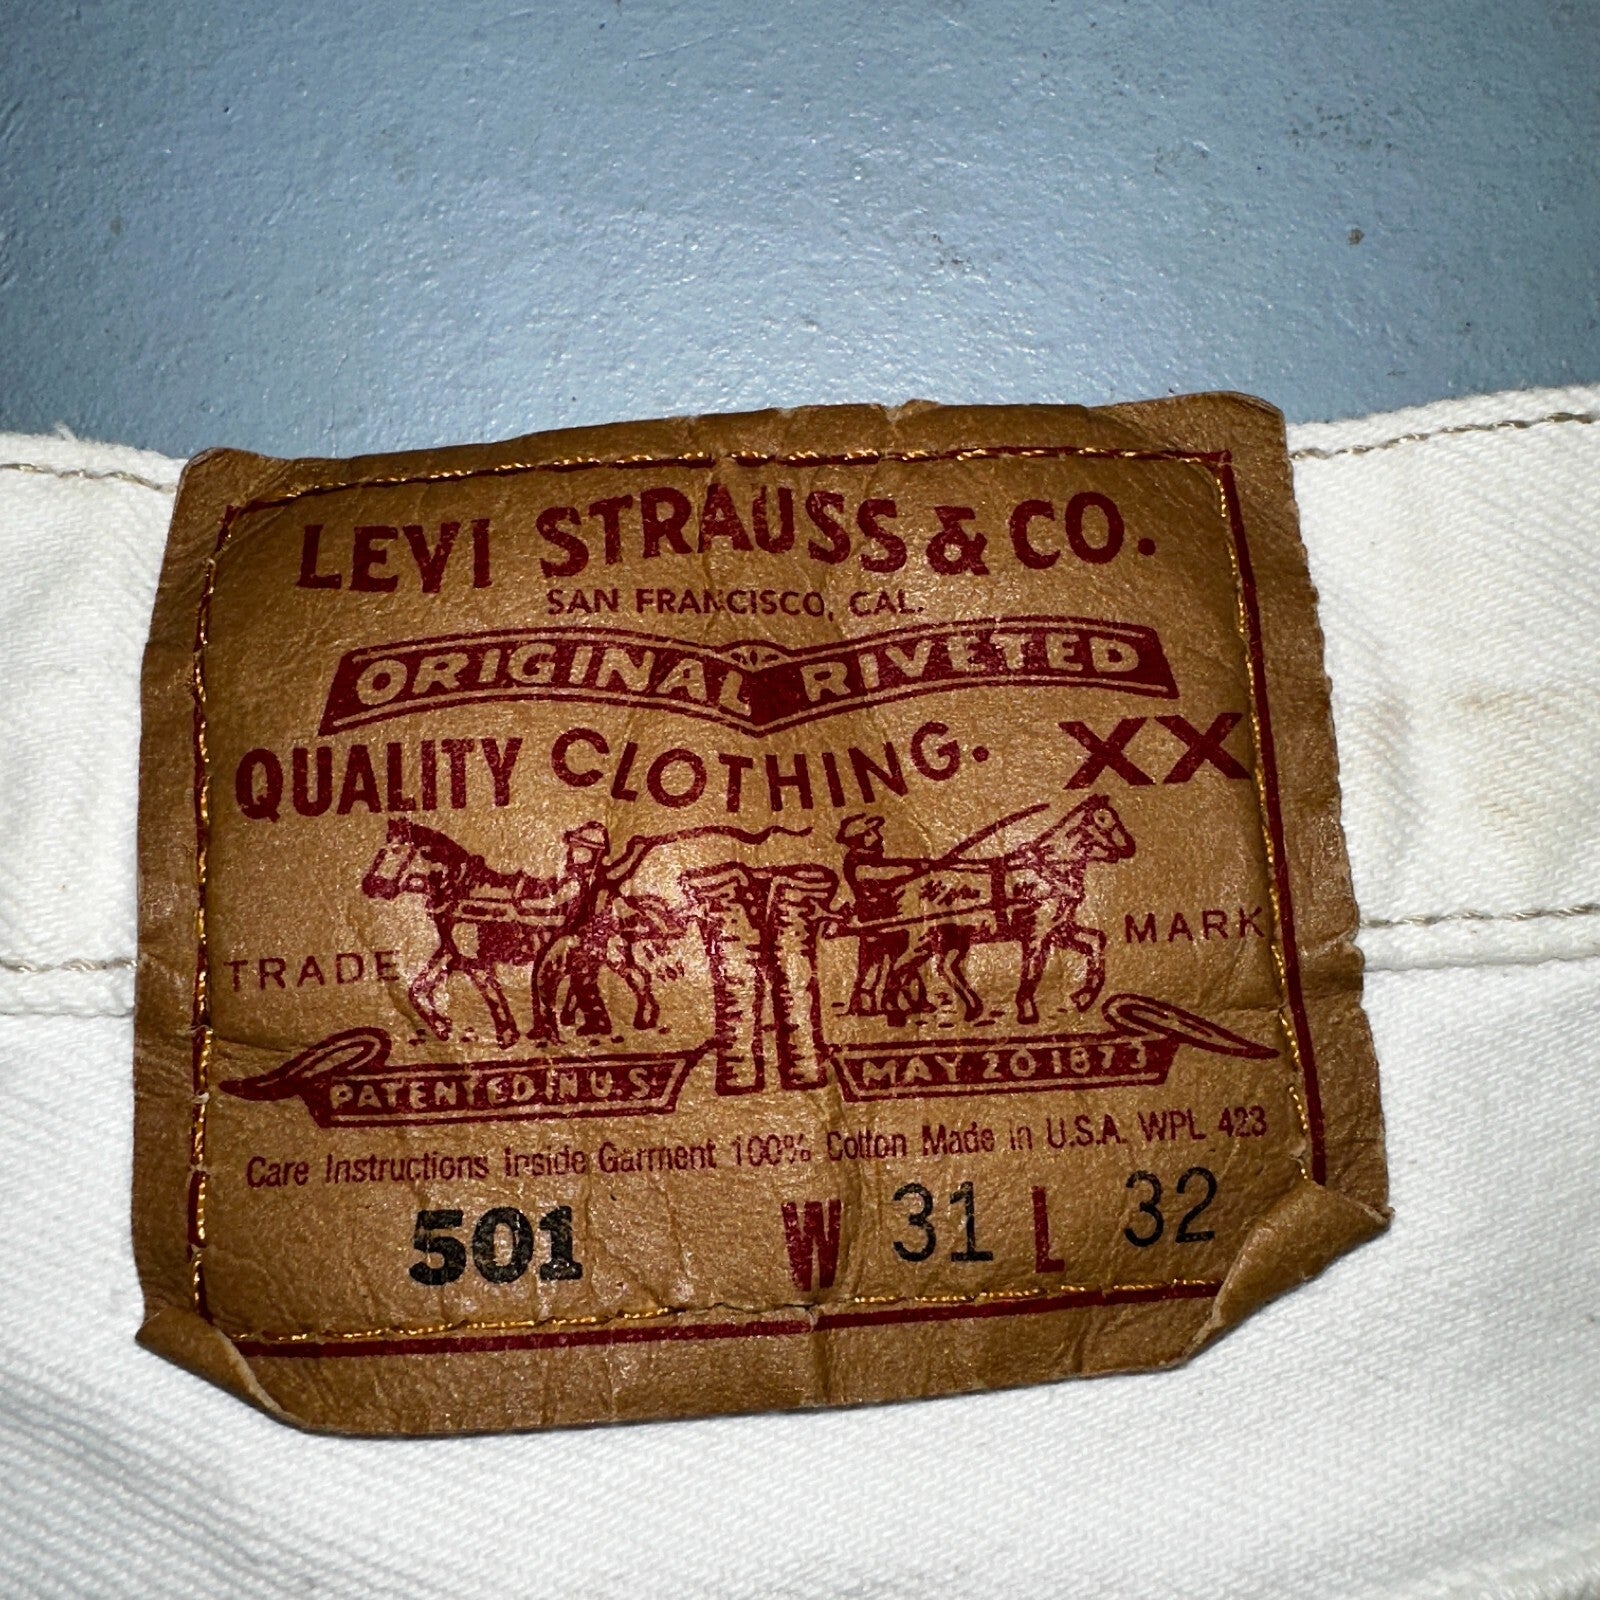 LEVI STRAUSS & CO.
SAN FRANCISCO, CAL.
ORIGINAL RIVETED
QUALITY CLOTHING. XX
TRADE MARK
PATENTED IN U.S. MAY 20 1873
Care Instructions Inside Garment 100% Cotton Made in U.S.A. WPL 423
501 W 31 L 32